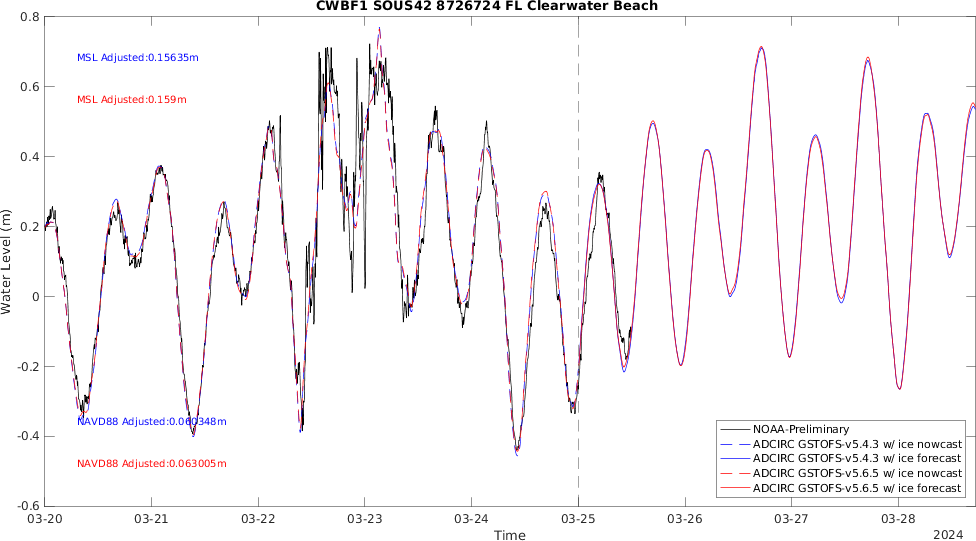 CWBF1 SOUS42 8726724 FL Clearwater Beach
0.8
MSL Adjusted:0.15635m
0.6
MSL Adjusted:0.159m
0.4
0.2
Water Level (m)
0
-0.2
NAVD88 Adjusted:0.060348m
-0.4
NAVD88 Adjusted:0.063005m
-0.6
NOAA-Preliminary
ADCIRC GSTOFS-v5.4.3 w/ ice nowcast
ADCIRC GSTOFS-v5.4.3 w/ ice forecast
ADCIRC GSTOFS-v5.6.5 w/ ice nowcast
ADCIRC GSTOFS-v5.6.5 w/ ice forecast
03-20 03-21 03-22 03-23 03-24 03-25 03-26 03-27 03-28
Time
2024